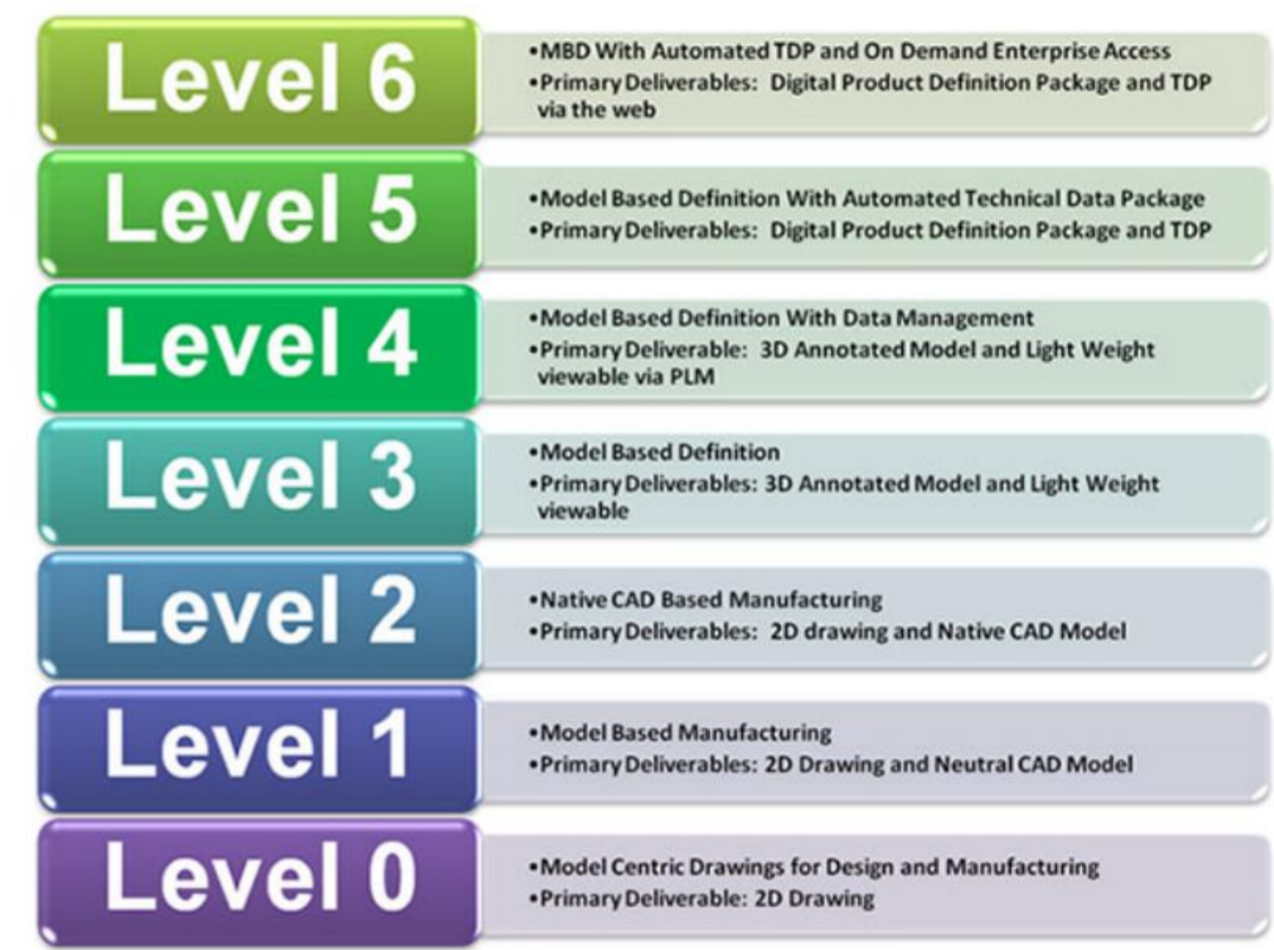 Level 6
•MBD With Automated TDP and On Demand Enterprise Access
•Primary Deliverables: Digital Product Definition Package and TDP
via the web
Level 5
•Model Based Definition With Automated Technical Data Package
•Primary Deliverables: Digital Product Definition Package and TDP
Level 4
•Model Based Definition With Data Management
•Primary Deliverable: 3D Annotated Model and Light Weight
viewable via PLM
Level 3
•Model Based Definition
•Primary Deliverables: 3D Annotated Model and Light Weight
viewable
Level 2
•Native CAD Based Manufacturing
•Primary Deliverables: 2D drawing and Native CAD Model
Level 1
•Model Based Manufacturing
•Primary Deliverables: 2D Drawing and Neutral CAD Model
Level 0
•Model Centric Drawings for Design and Manufacturing
•Primary Deliverable: 2D Drawing